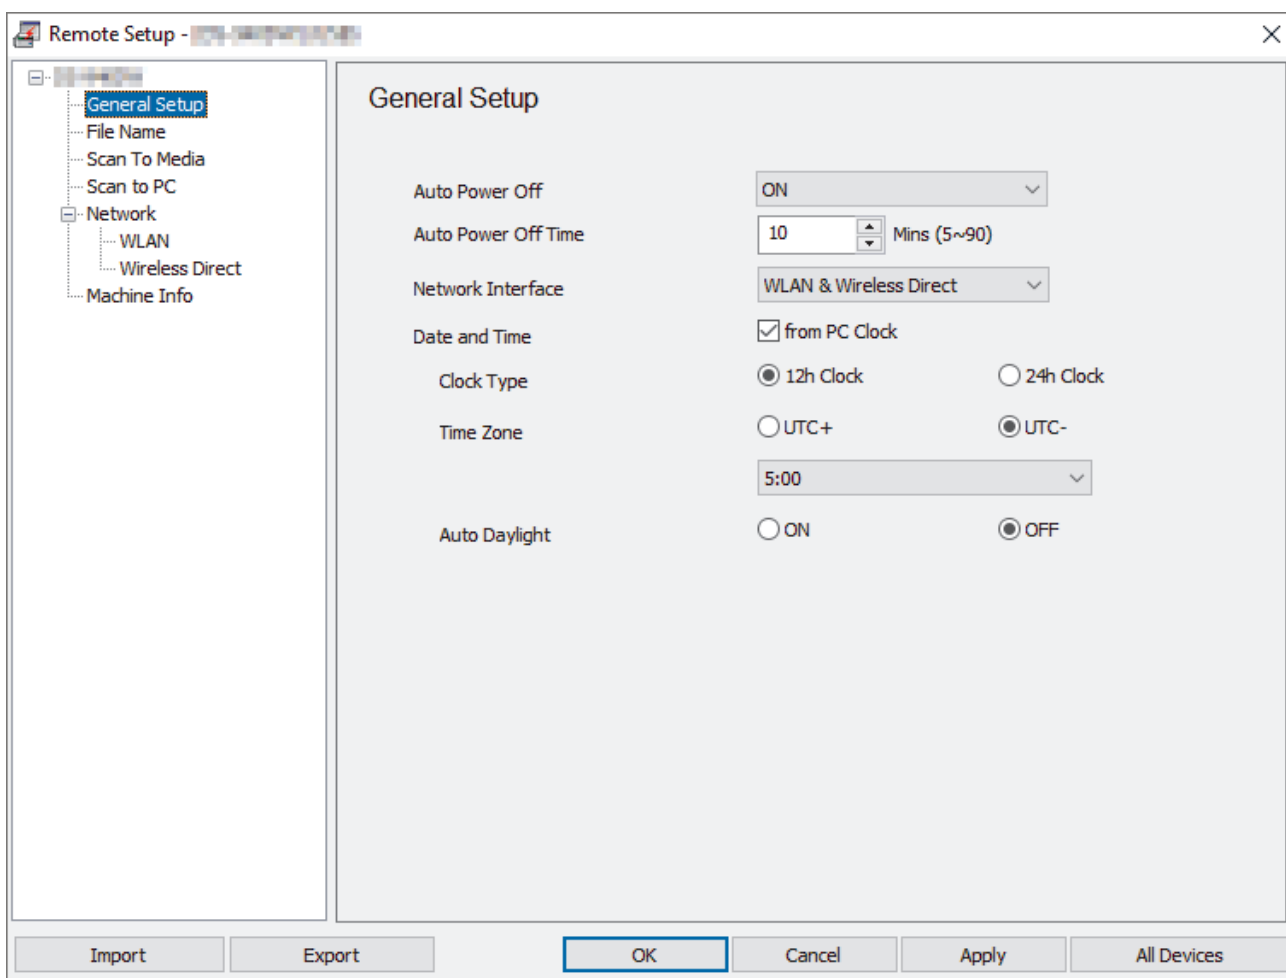 Remote Setup -
General Setup
File Name
Scan To Media
Scan to PC
Network
WLAN
Wireless Direct
Machine Info
General Setup
Auto Power Off ON
Auto Power Off Time 10 Mins (5~90)
Network Interface WLAN & Wireless Direct
Date and Time from PC Clock
Clock Type 12h Clock 24h Clock
Time Zone UTC+ UTC-
5:00
Auto Daylight ON OFF
Import Export OK Cancel Apply All Devices